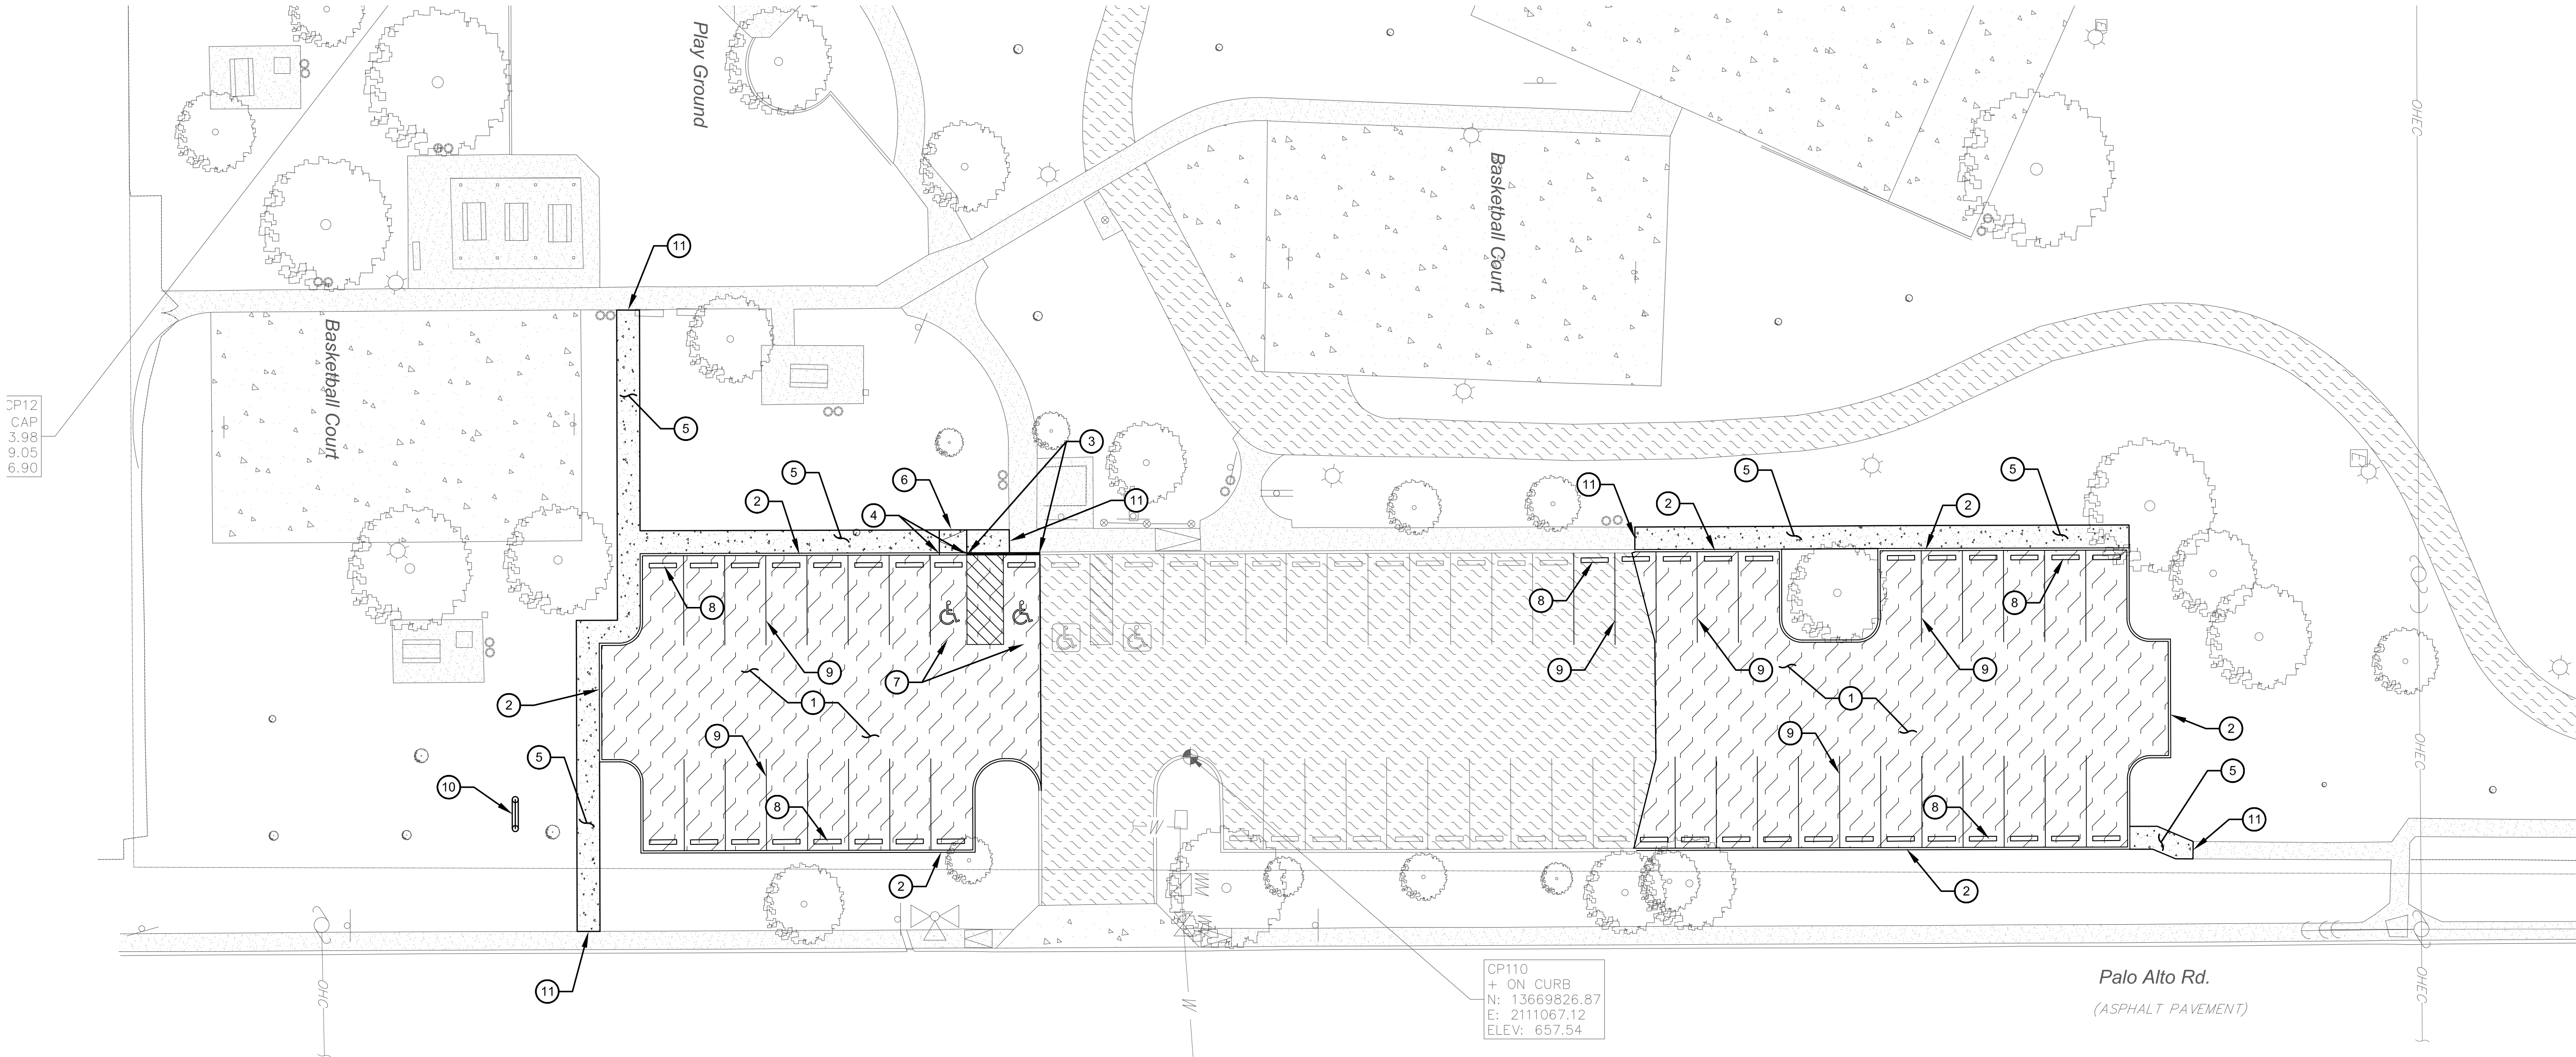 Play Ground
OHEC
Basketball Court
11
Basketball Court
CP12
CAP
3.98
9.05
6.90
5
3
5
6
11
2
4
11
2
5
2
5
8
8
8
9
7
9
9
9
2
1
1
2
9
9
OHEC
5
10
8
8
5
11
W
W
W
2
2
11
OHC
W
OHEC
CP110
+ ON CURB
N: 13669826.87
E: 2111067.12
ELEV: 657.54
Palo Alto Rd.
(ASPHALT PAVEMENT)